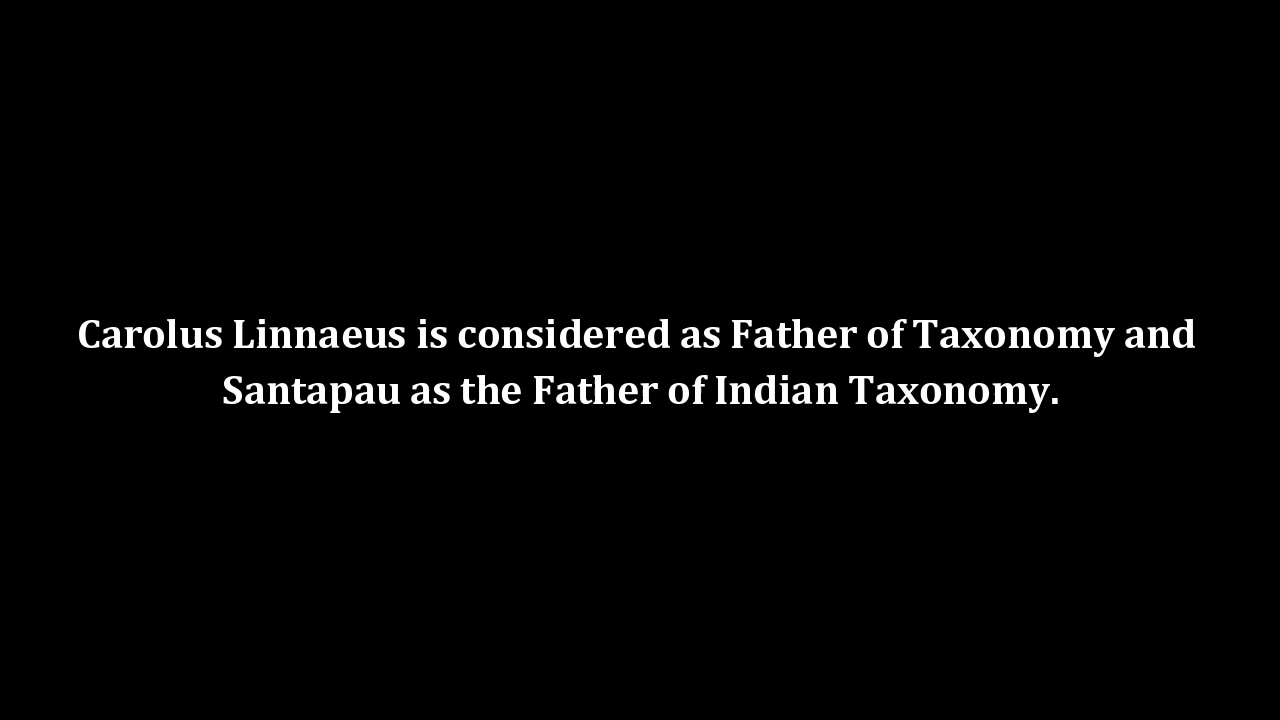 Carolus Linnaeus is considered as Father of Taxonomy and
Santapau as the Father of Indian Taxonomy.